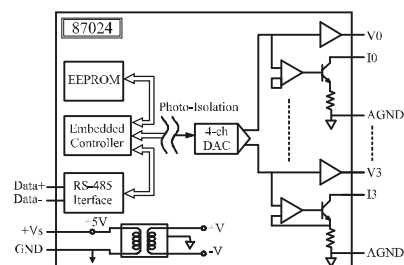 87024
V0
I0
EEPROM
Photo-Isolation
Embedded
Controller
4-ch
DAC
AGND
V3
Data+
Data-
RS-485
Iterface
I3
+5V
+Vs
+V
GND
-V
AGND